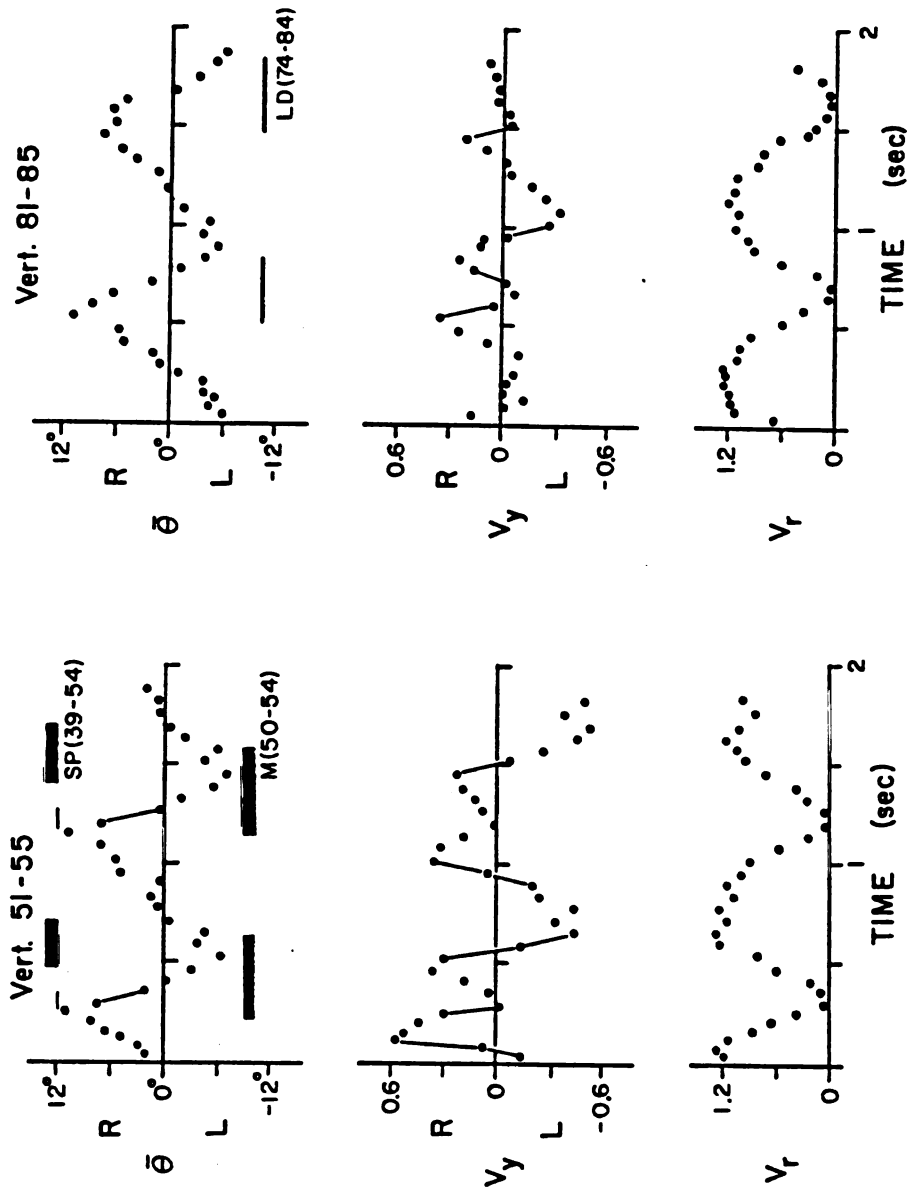 Vert. 51-55
12°
R
θ̅
0°
L
-12°
SP(39-54)
M(50-54)
0.6
R
Vy
0
L
-0.6
1.2
Vr
0
1
2
TIME (sec)
Vert. 81-85
12°
R
θ̅
0°
L
-12°
LD(74-84)
0.6
R
Vy
0
L
-0.6
1.2
Vr
0
1
2
TIME (sec)